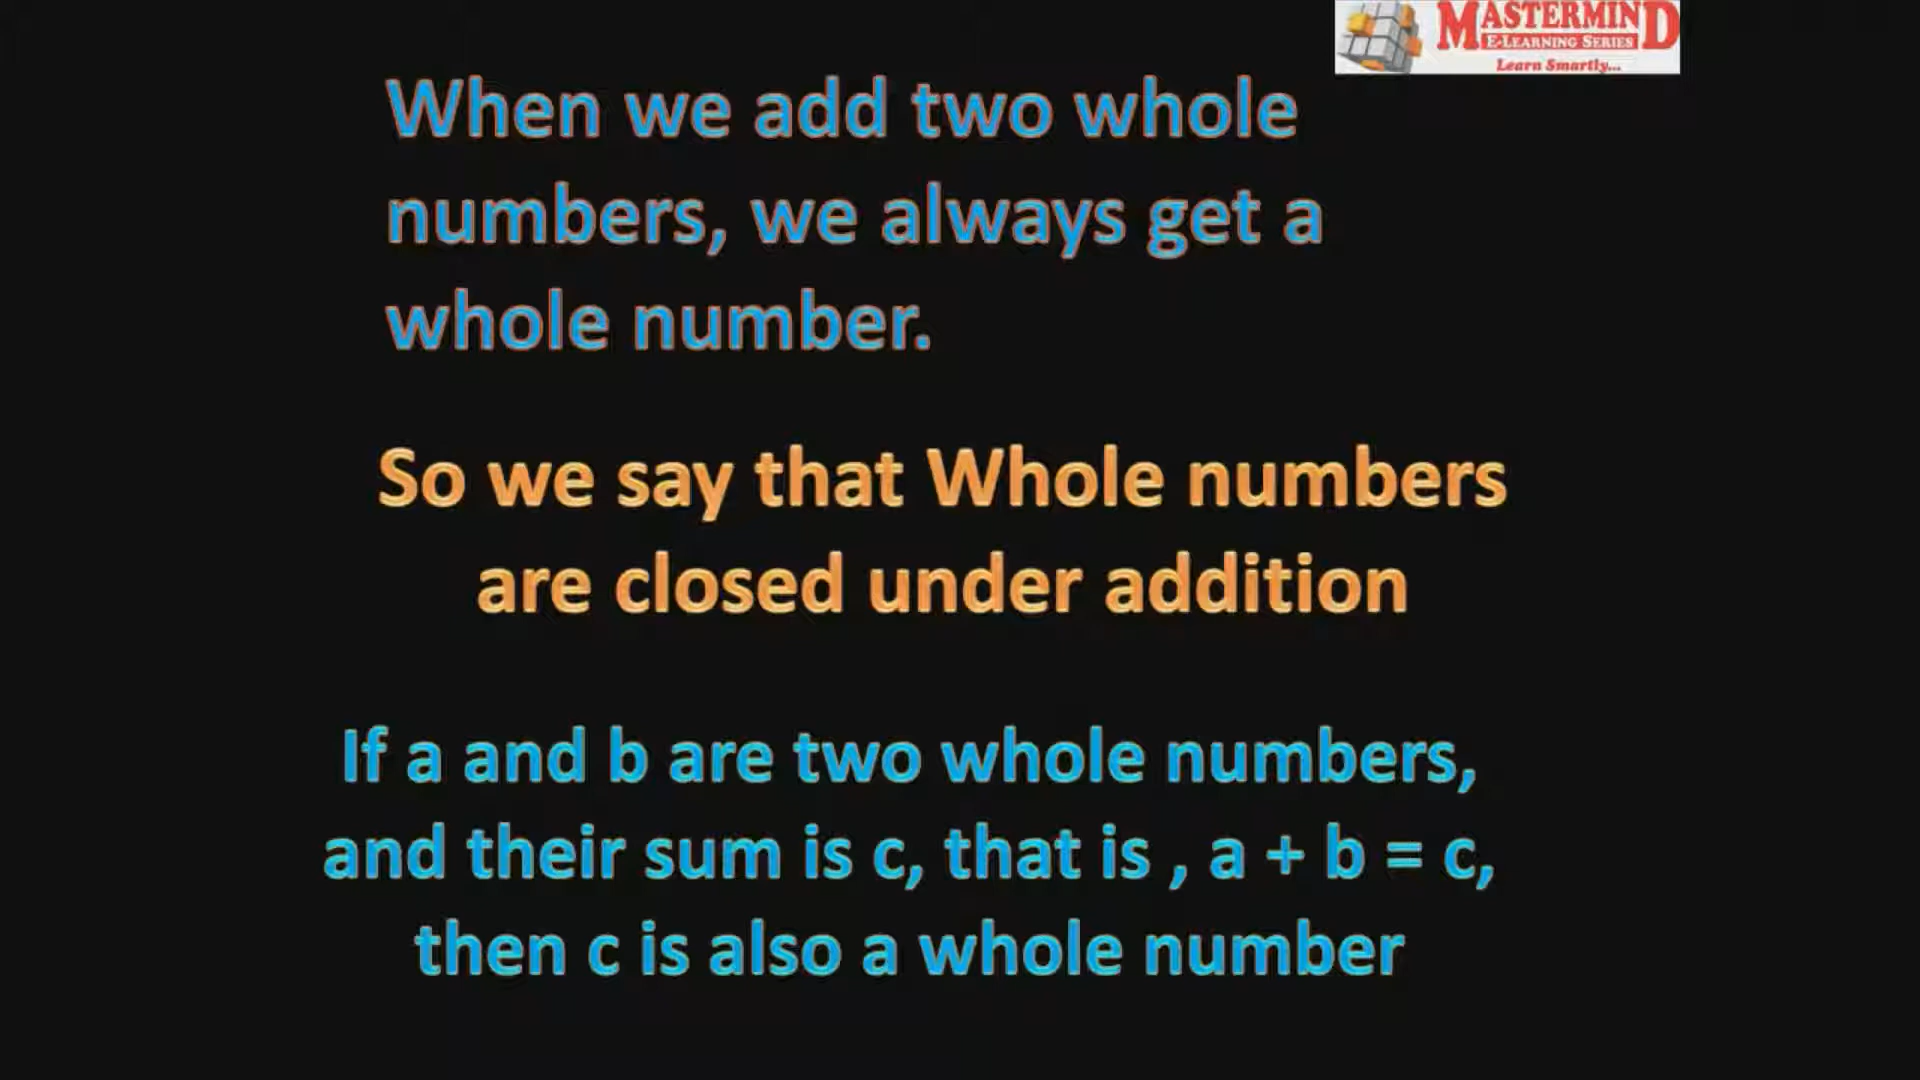 MASTERMIND
E-LEARNING SERIES
Learn Smartly...
When we add two whole
numbers, we always get a
whole number.
So we say that Whole numbers
are closed under addition
If a and b are two whole numbers,
and their sum is c, that is , a + b = c,
then c is also a whole number